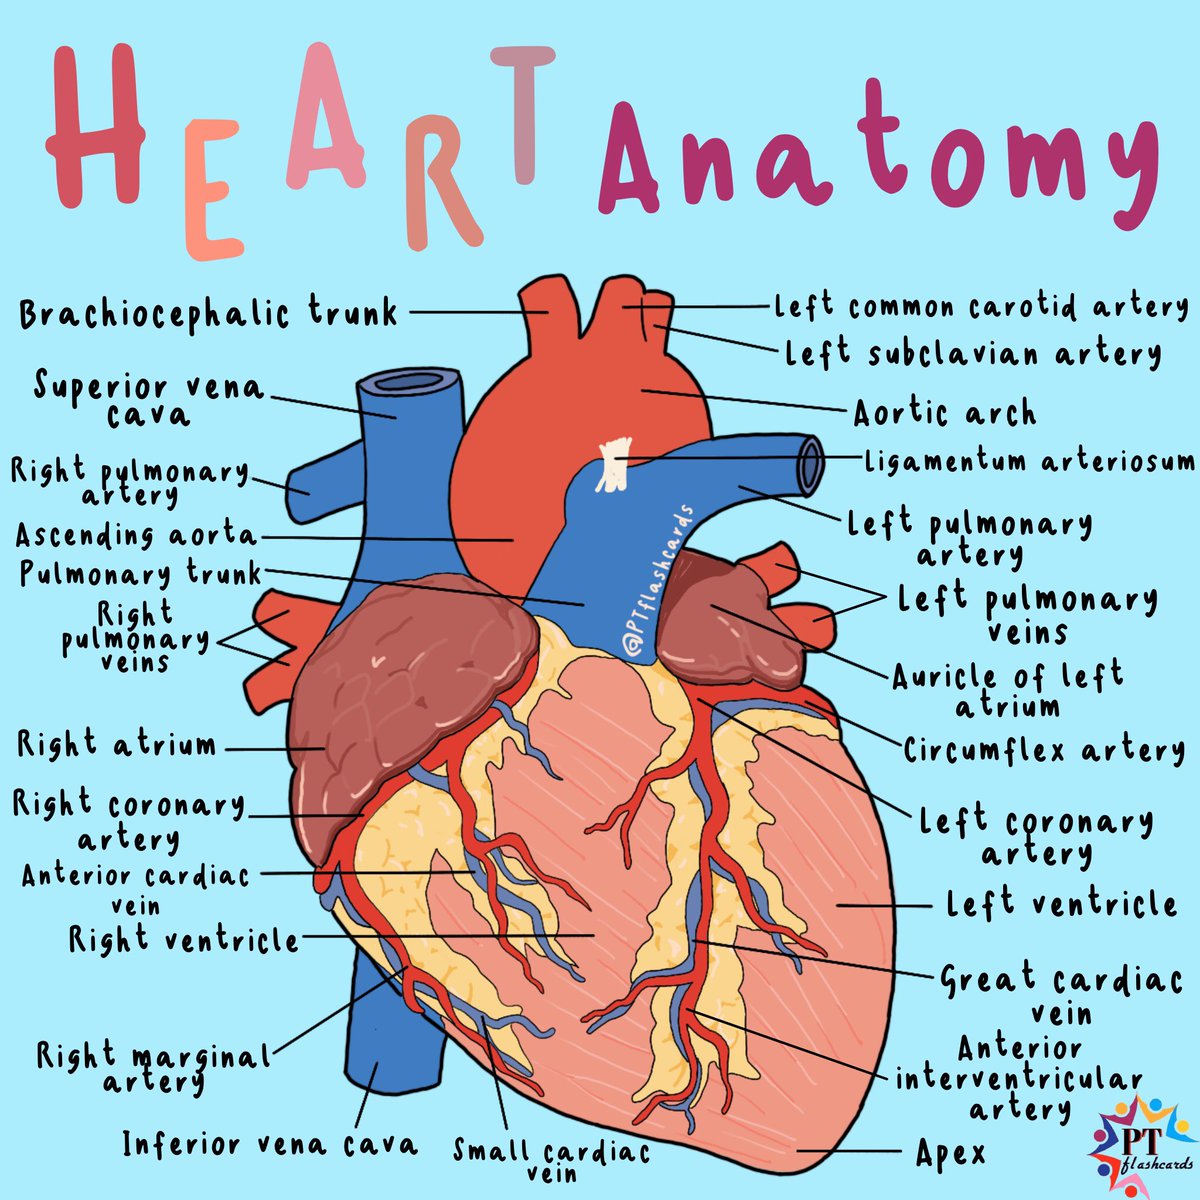 HEART Anatomy
Brachiocephalic trunk
Superior vena
cava
Right pulmonary
artery
Ascending aorta
Pulmonary trunk
Right
pulmonary
veins
Right atrium
Right coronary
artery
Anterior cardiac
vein
Right ventricle
Right marginal
artery
Inferior vena cava
Small cardiac
vein
Left common carotid artery
Left subclavian artery
Aortic arch
Ligamentum arteriosum
Left pulmonary
artery
Left pulmonary
veins
Auricle of left
atrium
Circumflex artery
Left coronary
artery
Left ventricle
Great cardiac
vein
Anterior
interventricular
artery
Apex
@PTflashcards
PT
flashcards